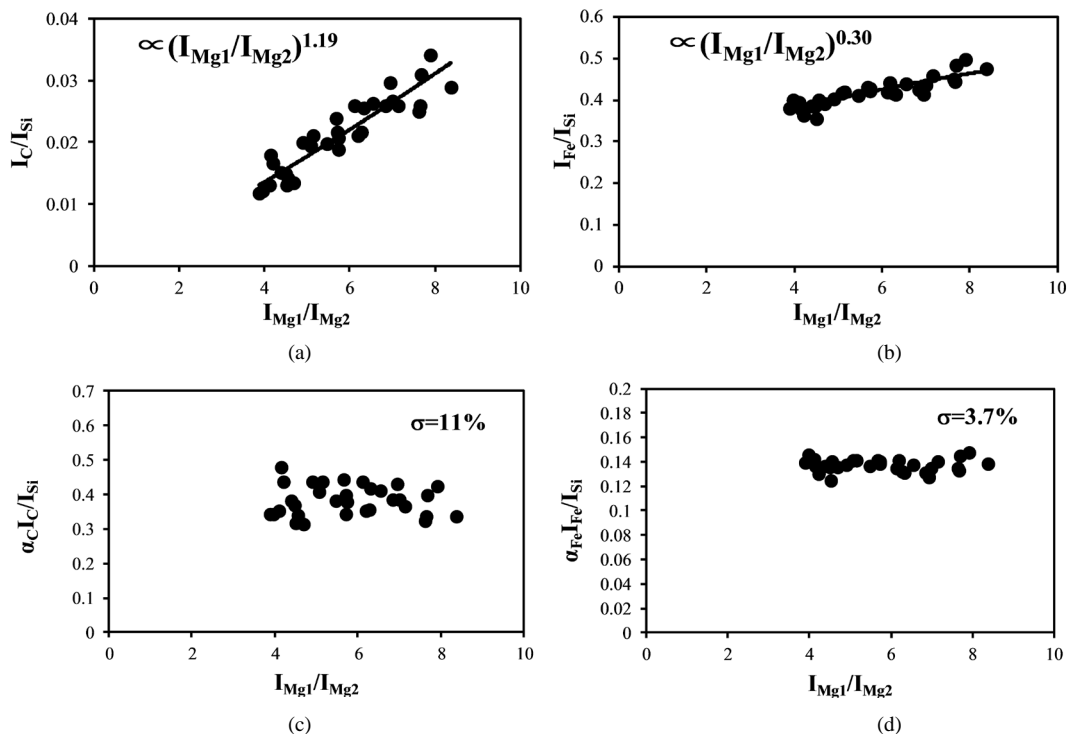 ∝(I_Mg1/I_Mg2)^1.19
I_C/I_Si
0.04
0.03
0.02
0.01
0
0 2 4 6 8 10
I_Mg1/I_Mg2
(a)
∝(I_Mg1/I_Mg2)^0.30
I_Fe/I_Si
0.6
0.5
0.4
0.3
0.2
0.1
0
0 2 4 6 8 10
I_Mg1/I_Mg2
(b)
σ=11%
α_C I_C/I_Si
0.7
0.6
0.5
0.4
0.3
0.2
0.1
0
0 2 4 6 8 10
I_Mg1/I_Mg2
(c)
σ=3.7%
α_Fe I_Fe/I_Si
0.2
0.18
0.16
0.14
0.12
0.1
0.08
0.06
0.04
0.02
0
0 2 4 6 8 10
I_Mg1/I_Mg2
(d)